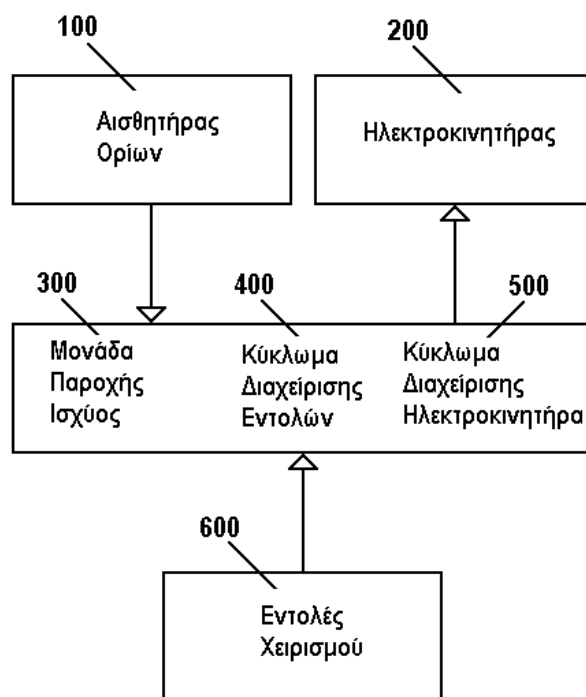 100
200
Αισθητήρας
Ορίων
Ηλεκτροκινητήρας
300
400
500
Μονάδα
Παροχής
Ισχύος
Κύκλωμα
Διαχείρισης
Εντολών
Κύκλωμα
Διαχείρισης
Ηλεκτροκινητήρα
600
Εντολές
Χειρισμού